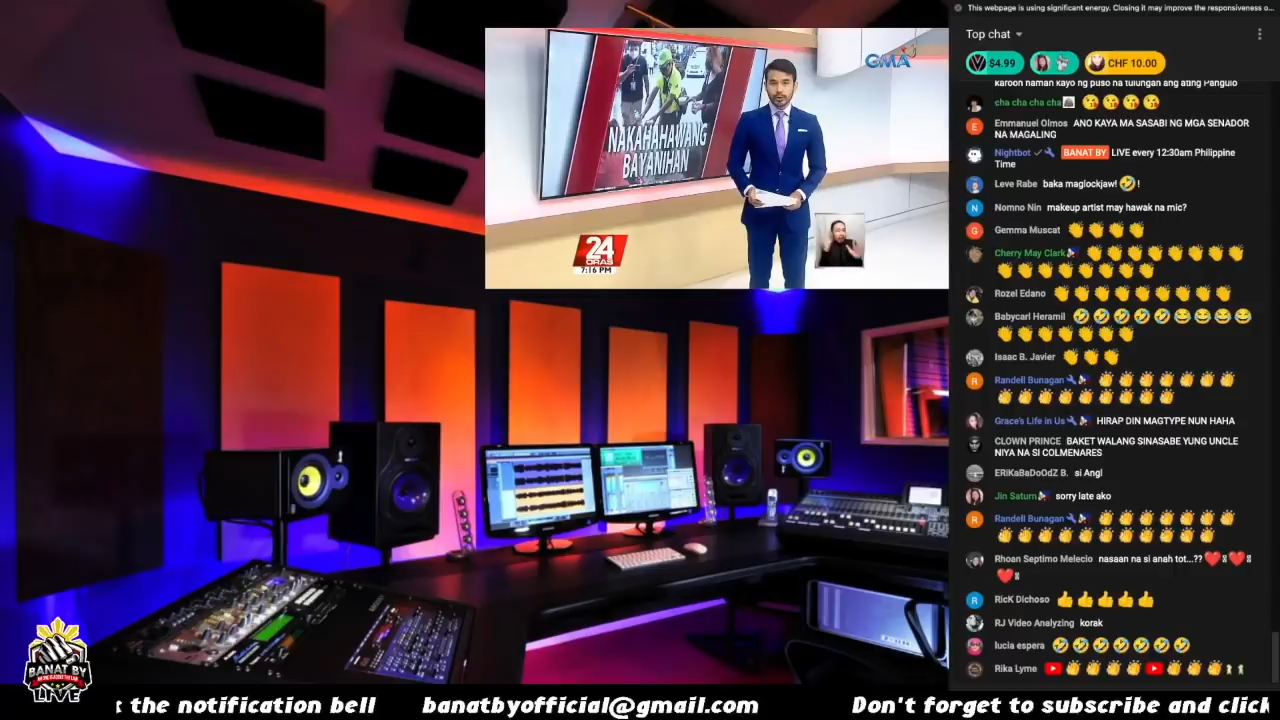 This webpage is using significant energy. Closing it may improve the responsiveness o...
Top chat
$4.99
CHF 10.00
karoon naman kayo ng puso na tulungan ang ating Pangulo
cha cha cha cha 😘😘😘😘
Emmanuel Olmos ANO KAYA MA SASABI NG MGA SENADOR
NA MAGALING
Nightbot BANAT BY LIVE every 12:30am Philippine
Time
Leve Rabe baka maglockjaw! 🤣 !
Nomno Nin makeup artist may hawak na mic?
Gemma Muscat 👏👏👏👏
Cherry May Clark 👏👏👏👏👏👏👏👏
👏👏👏👏👏👏👏👏
Rozel Edano 👏👏👏👏👏👏👏👏👏
Babycarl Heramil 🤣🤣🤣🤣🤣😂😂😂😂
👏👏👏👏👏👏👏
Isaac B. Javier 👏👏👏
Randell Bunagan 👏👏👏👏👏👏👏
👏👏👏👏👏👏👏👏👏
Grace's Life in Us HIRAP DIN MAGTYPE NUN HAHA
CLOWN PRINCE BAKET WALANG SINASABE YUNG UNCLE
NIYA NA SI COLMENARES
ERiKaBaDoOdZ B. si Angl
Jin Saturn sorry late ako
Randell Bunagan 👏👏👏👏👏👏👏
👏👏👏👏👏👏👏👏👏👏👏
Rhoan Septimo Melecio nasaan na si anah tot...?? ❤️❤️
❤️
RicK Dichoso 👍👍👍👍👍
RJ Video Analyzing korak
lucia espera 🤣🤣🤣🤣🤣🤣🤣
Rika Lyme 👏👏👏👏 👏👏👏
GMA
NAKAHAHAWANG
BAYANIHAN
24
ORAS
7:16 PM
BANAT BY
LIVE
k the notification bell
banatbyofficial@gmail.com
Don't forget to subscribe and click